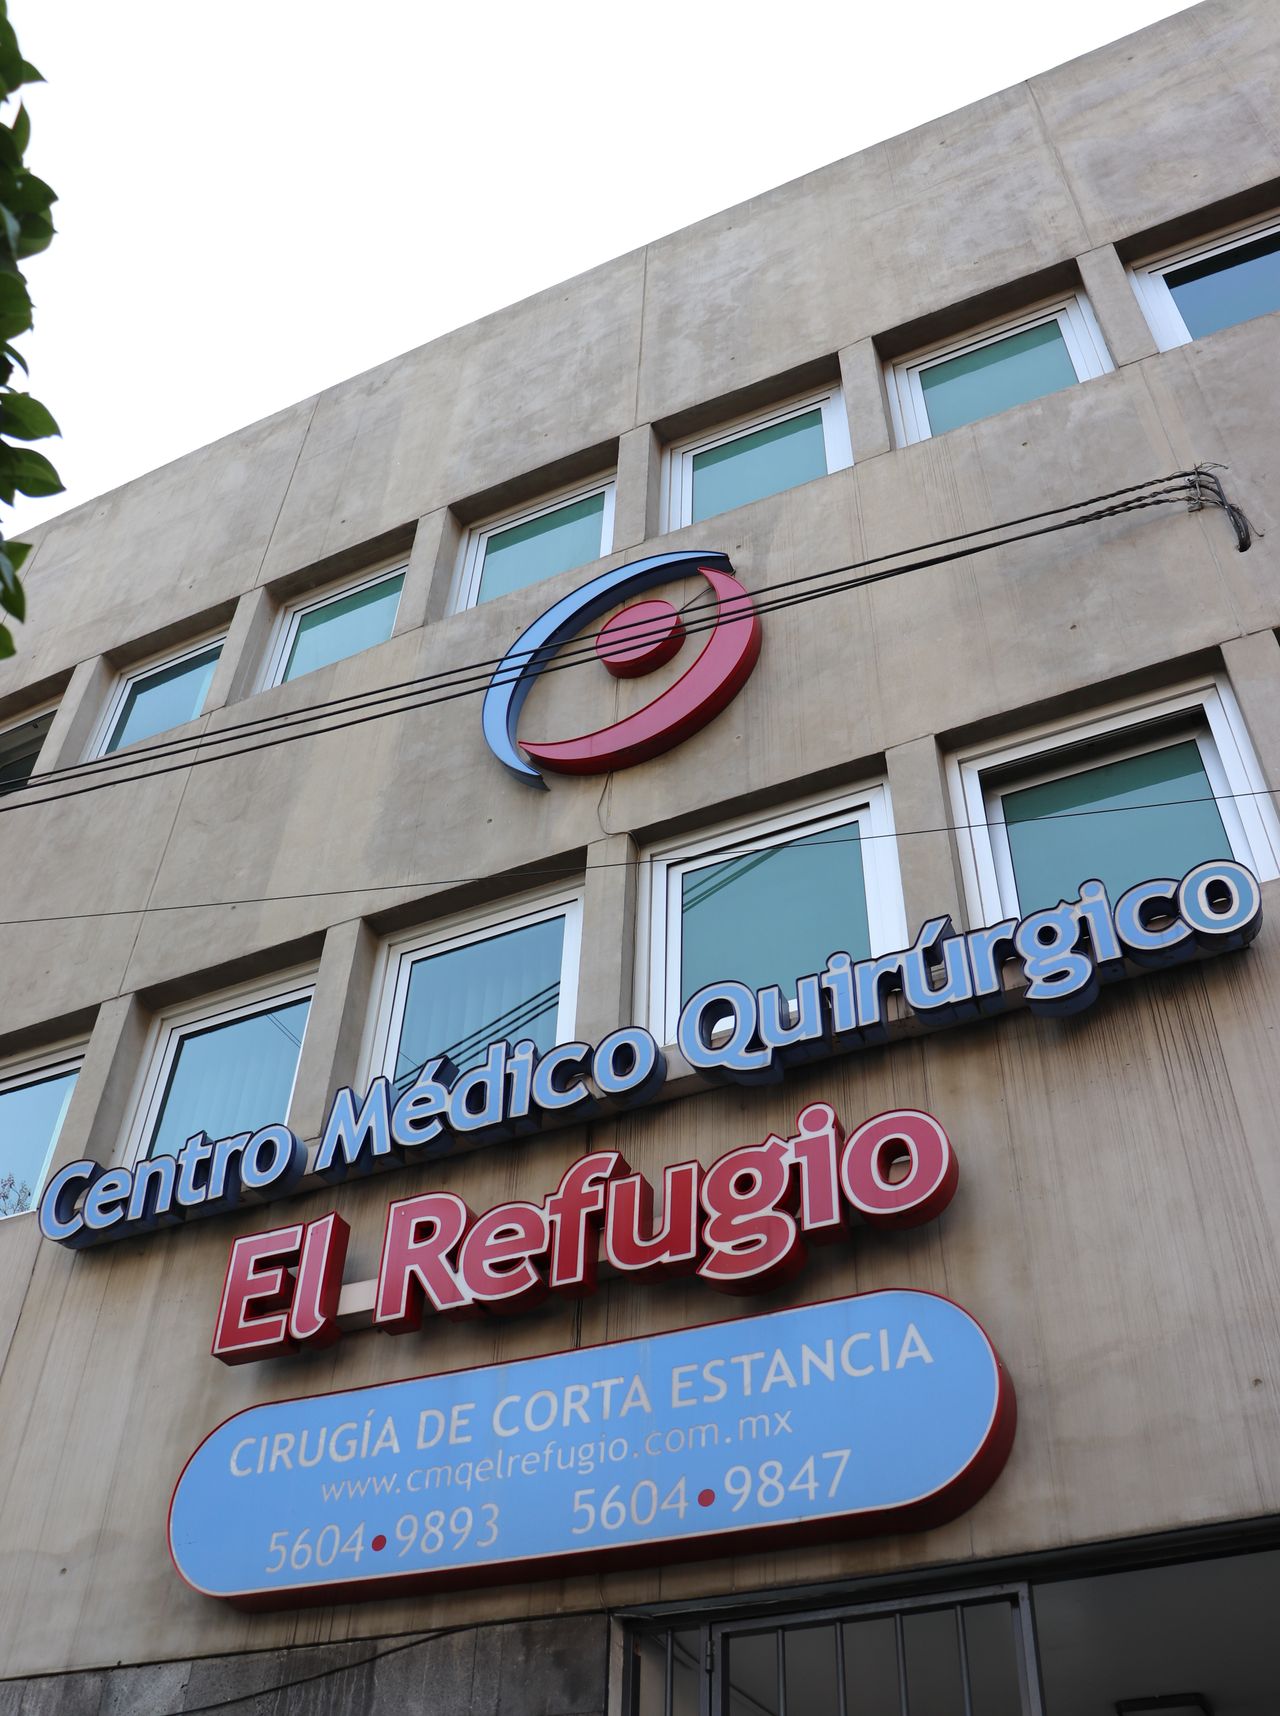 Centro Médico Quirúrgico
El Refugio
CIRUGÍA DE CORTA ESTANCIA
www.cmqelrefugio.com.mx
5604•9893 5604•9847